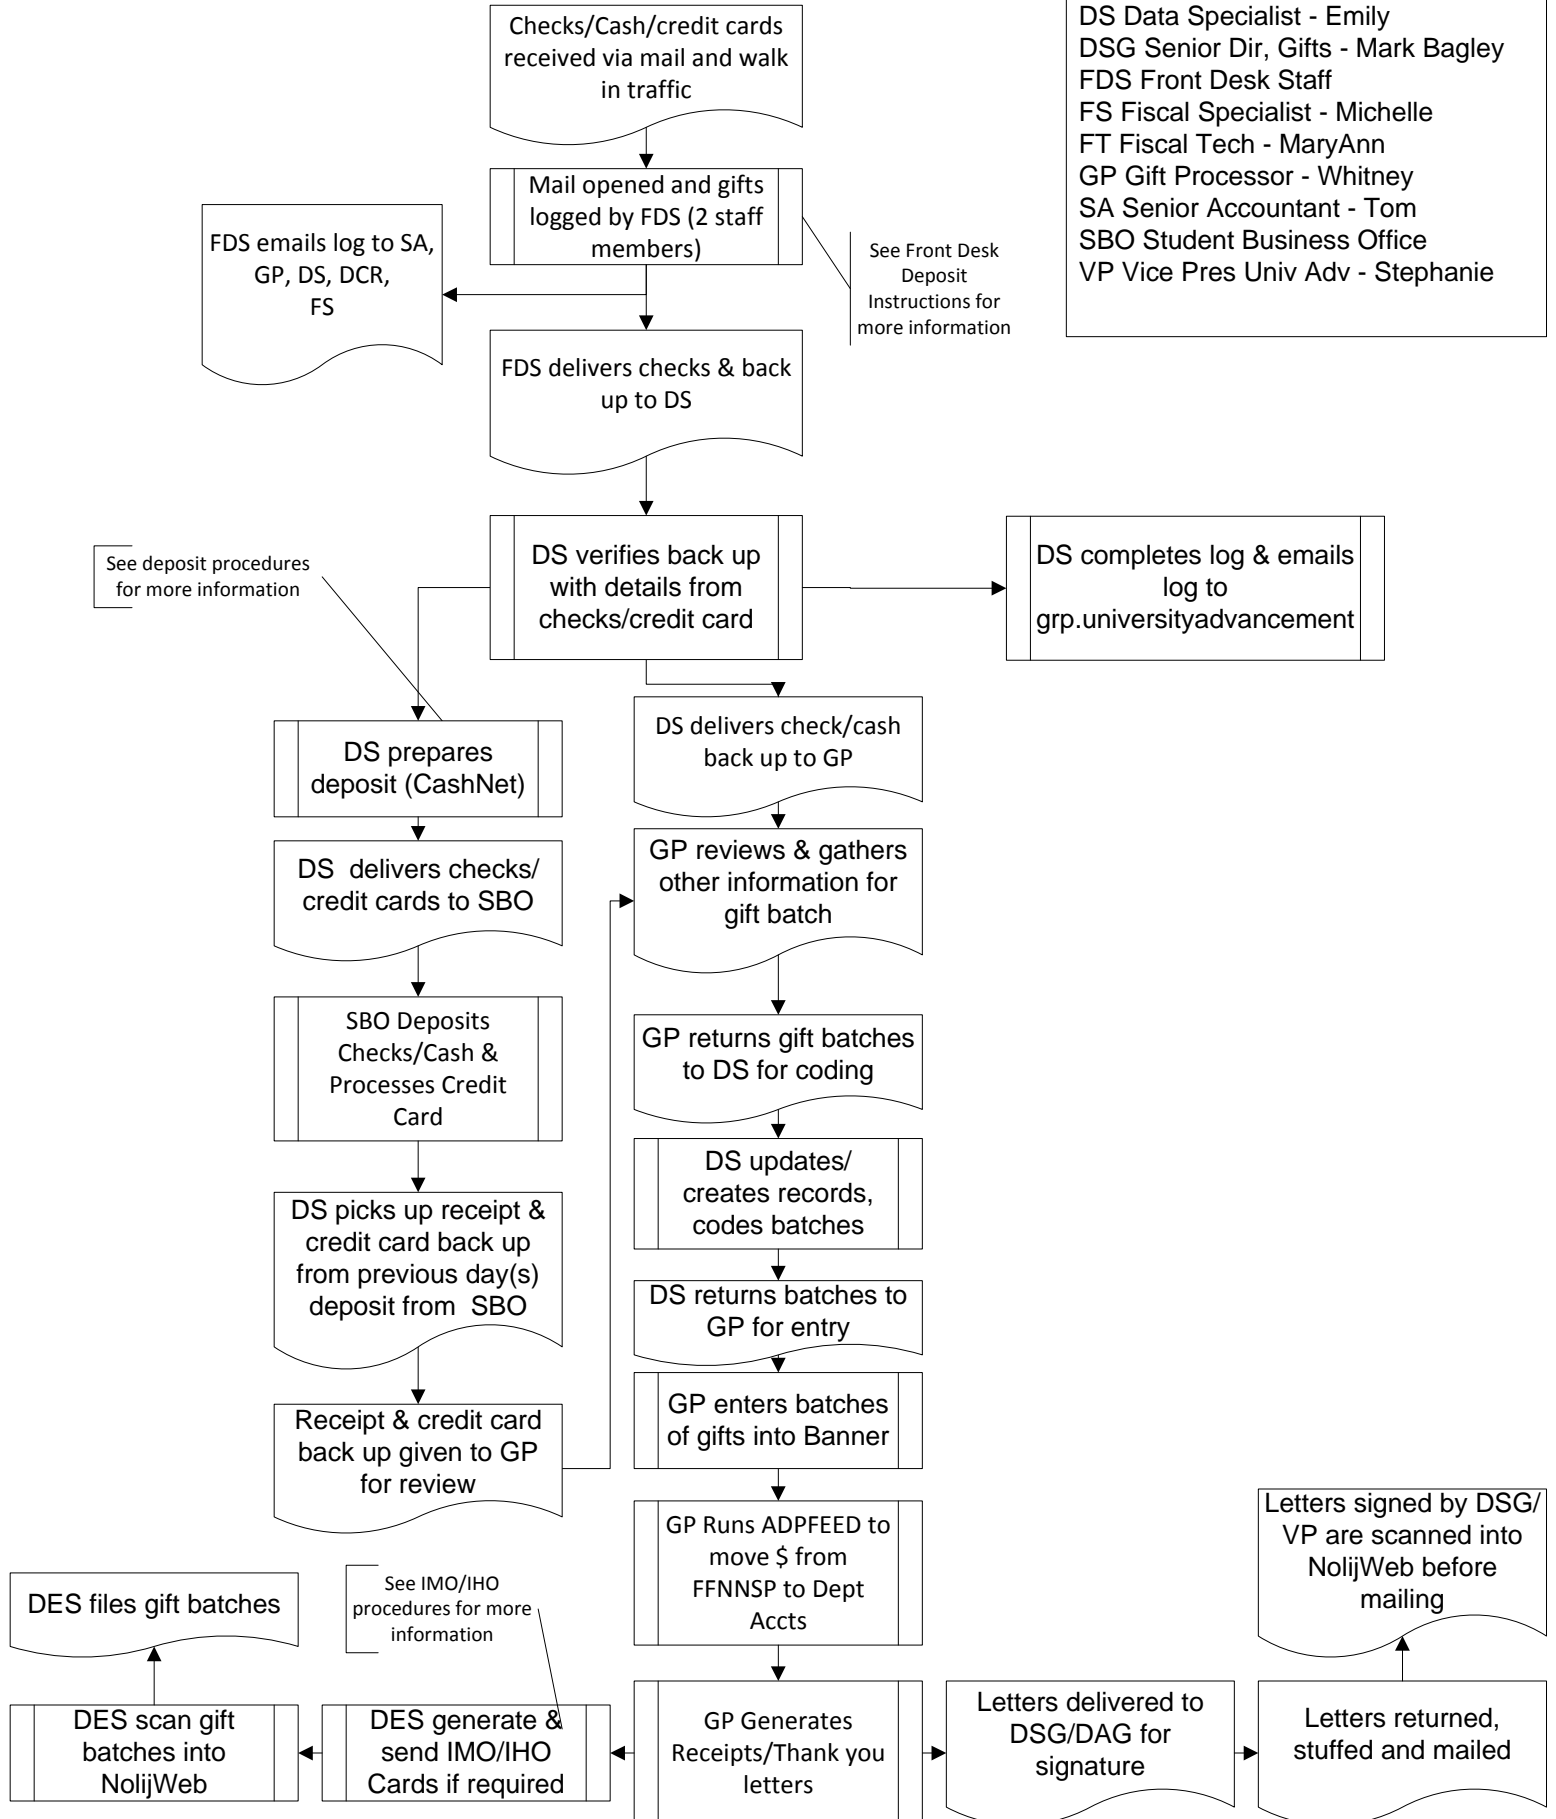 Checks/Cash/credit cards
received via mail and walk
in traffic
DS Data Specialist - Emily
DSG Senior Dir, Gifts - Mark Bagley
FDS Front Desk Staff
FS Fiscal Specialist - Michelle
FT Fiscal Tech - MaryAnn
GP Gift Processor - Whitney
SA Senior Accountant - Tom
SBO Student Business Office
VP Vice Pres Univ Adv - Stephanie
Mail opened and gifts
logged by FDS (2 staff
members)
FDS emails log to SA,
GP, DS, DCR,
FS
See Front Desk
Deposit
Instructions for
more information
FDS delivers checks & back
up to DS
See deposit procedures
for more information
DS verifies back up
with details from
checks/credit card
DS completes log & emails
log to
grp.universityadvancement
DS prepares
deposit (CashNet)
DS delivers check/cash
back up to GP
DS  delivers checks/
credit cards to SBO
GP reviews & gathers
other information for
gift batch
SBO Deposits
Checks/Cash &
Processes Credit
Card
GP returns gift batches
to DS for coding
DS updates/
creates records,
codes batches
DS picks up receipt &
credit card back up
from previous day(s)
deposit from  SBO
DS returns batches to
GP for entry
GP enters batches
of gifts into Banner
Receipt & credit card
back up given to GP
for review
GP Runs ADPFEED to
move $ from
FFNNSP to Dept
Accts
Letters signed by DSG/
VP are scanned into
NolijWeb before
mailing
DES files gift batches
See IMO/IHO
procedures for more
information
DES scan gift
batches into
NolijWeb
DES generate &
send IMO/IHO
Cards if required
GP Generates
Receipts/Thank you
letters
Letters delivered to
DSG/DAG for
signature
Letters returned,
stuffed and mailed